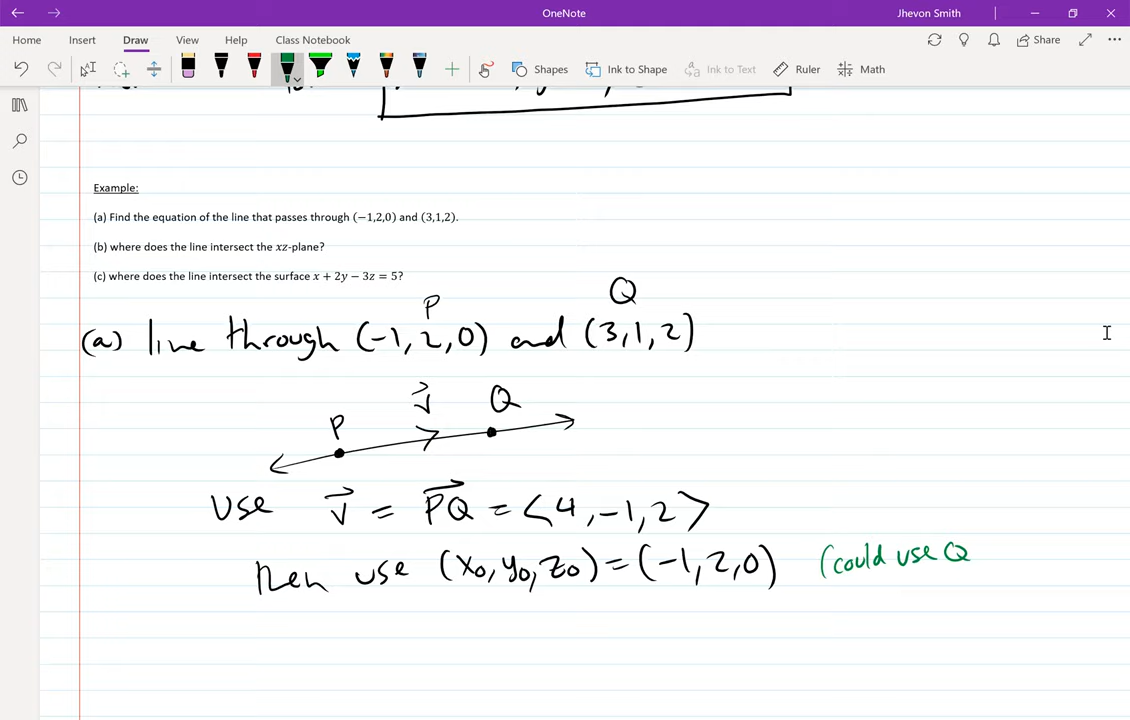 OneNote
Jhevon Smith
Home Insert Draw View Help Class Notebook
Share
Shapes Ink to Shape Ink to Text Ruler Math
Example:
(a) Find the equation of the line that passes through (−1,2,0) and (3,1,2).
(b) where does the line intersect the xz-plane?
(c) where does the line intersect the surface x + 2y − 3z = 5?
P Q
(a) line through (-1, 2, 0) and (3, 1, 2)
P v⃗ Q
Use v⃗ = PQ⃗ = <4, -1, 2>
Then use (x₀, y₀, z₀) = (-1, 2, 0) (could use Q